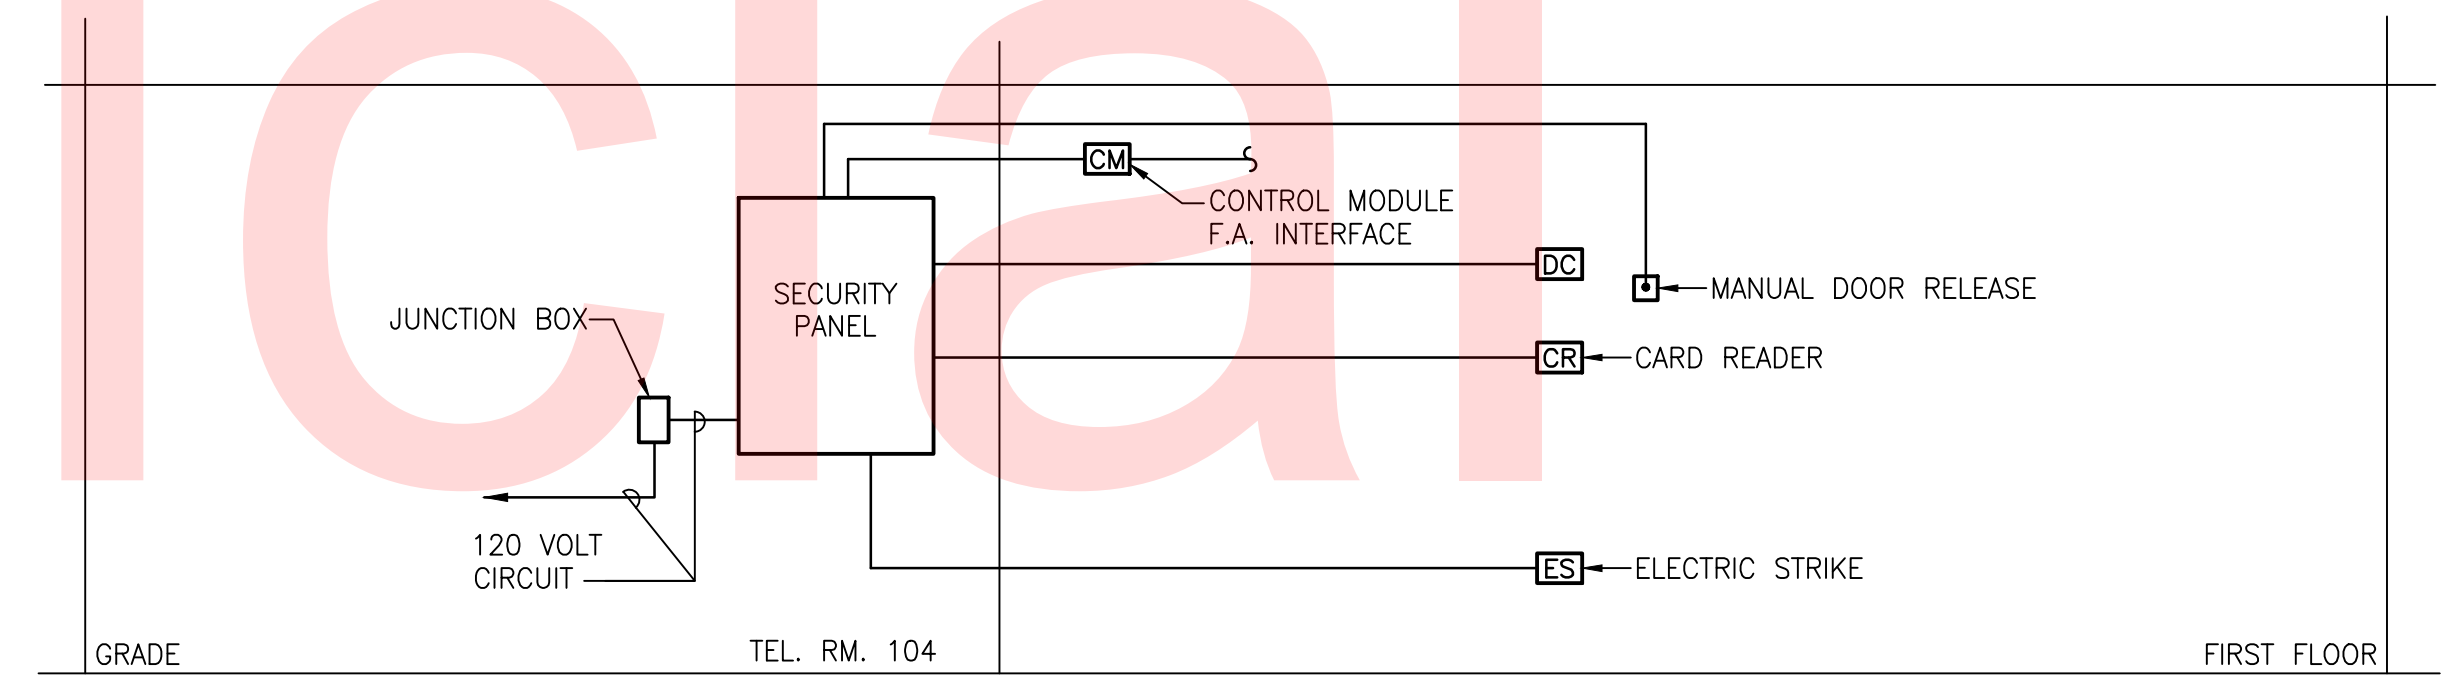 icial
CM
CONTROL MODULE
F.A. INTERFACE
SECURITY
PANEL
DC
MANUAL DOOR RELEASE
JUNCTION BOX
CR
CARD READER
120 VOLT
CIRCUIT
ES
ELECTRIC STRIKE
GRADE
TEL. RM. 104
FIRST FLOOR